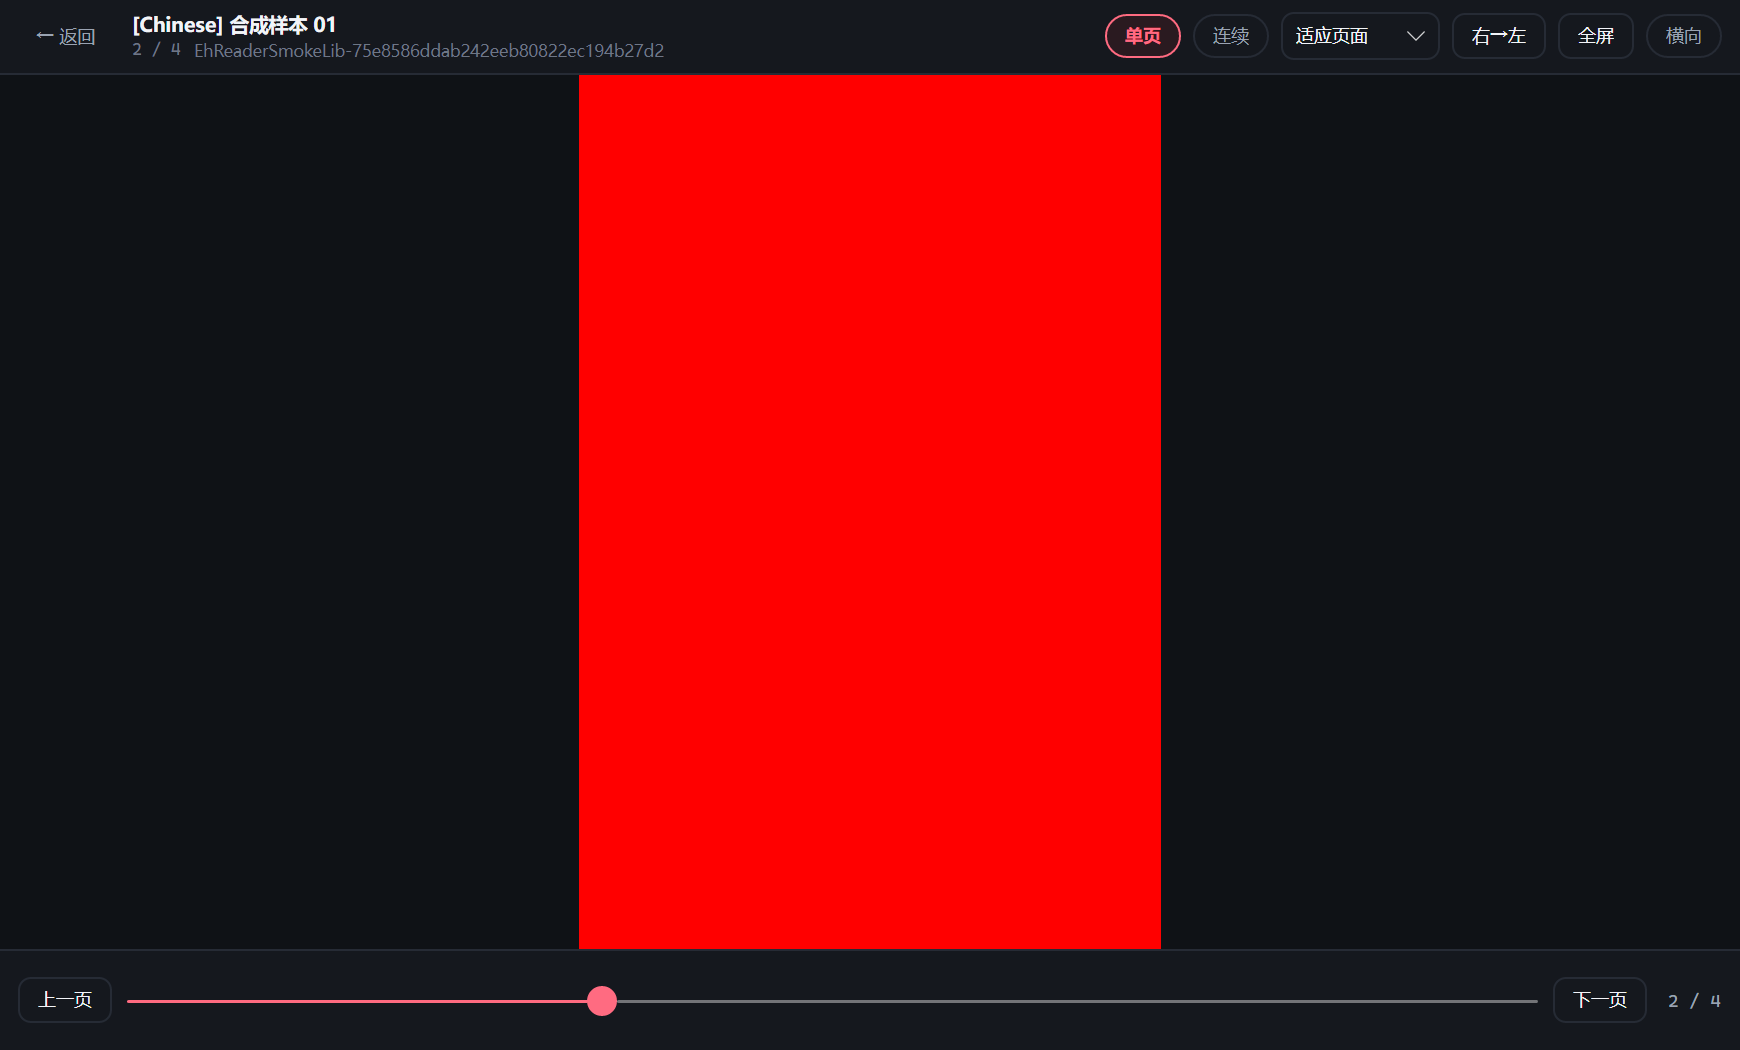 ← 返回
[Chinese] 合成样本 01
2 / 4 EhReaderSmokeLib-75e8586ddab242eeb80822ec194b27d2
单页
连续
适应页面
右→左
全屏
横向
上一页
下一页
2 / 4